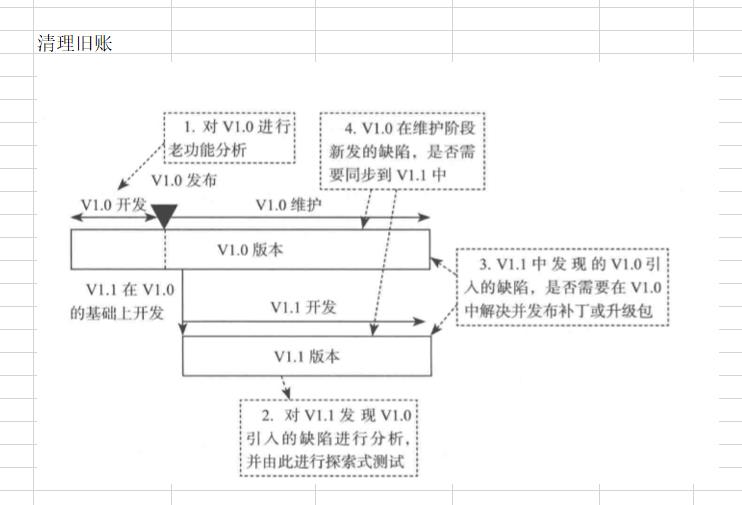 清理旧账
1. 对 V1.0 进行
老功能分析
4. V1.0 在维护阶段
新发的缺陷，是否需
要同步到 V1.1 中
V1.0 发布
V1.0 开发
V1.0 维护
V1.0 版本
3. V1.1 中 发 现 的 V1.0 引
入的缺陷，是否需要在 V1.0
中解决并发布补丁或升级包
V1.1 在 V1.0
的基础上开发
V1.1 开发
V1.1 版本
2. 对 V1.1 发 现 V1.0
引入的缺陷进行分析，
并由此进行探索式测试